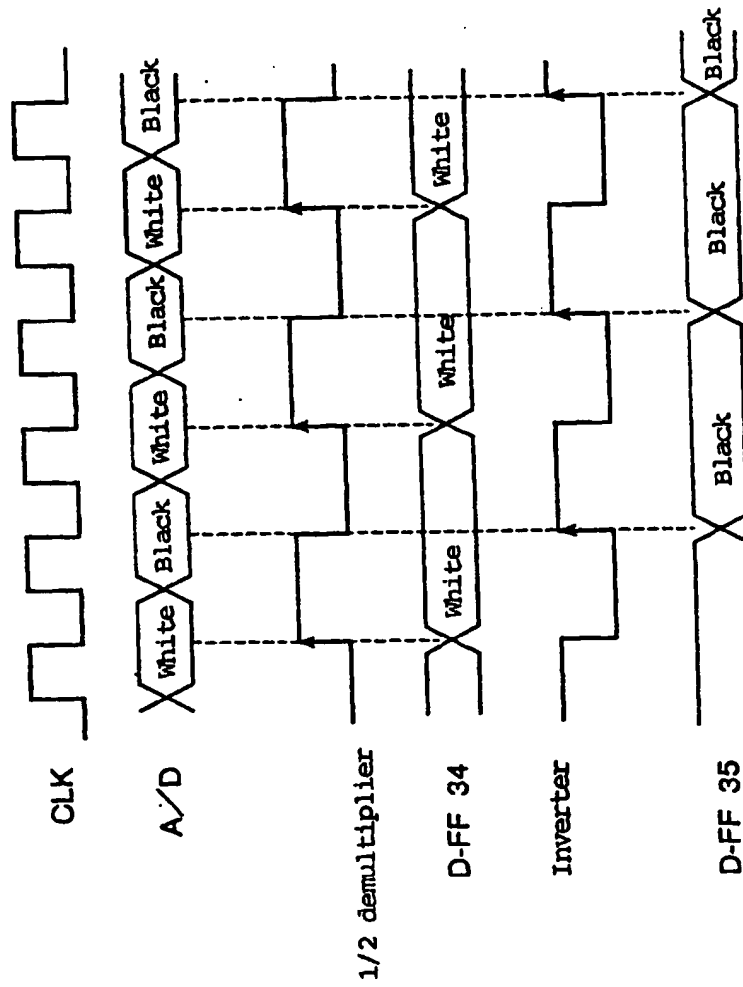 CLK
A/D
White Black White Black White Black
1/2 demultiplier
D-FF 34
White White White
Inverter
D-FF 35
Black Black Black